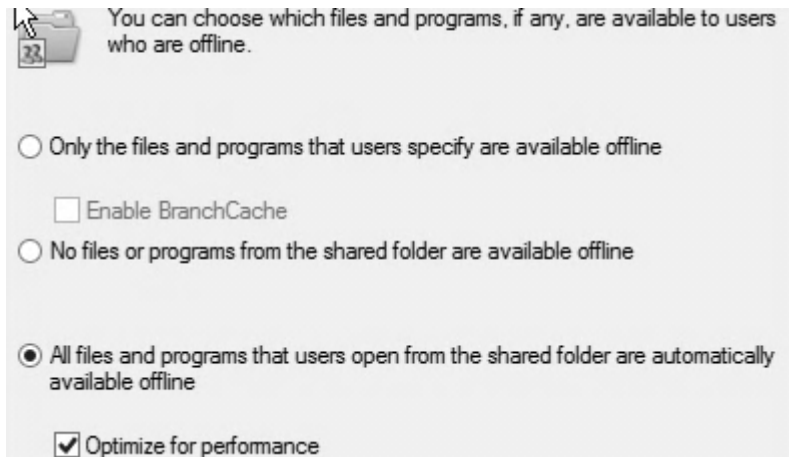 You can choose which files and programs, if any, are available to users
who are offline.
Only the files and programs that users specify are available offline
Enable BranchCache
No files or programs from the shared folder are available offline
All files and programs that users open from the shared folder are automatically
available offline
Optimize for performance